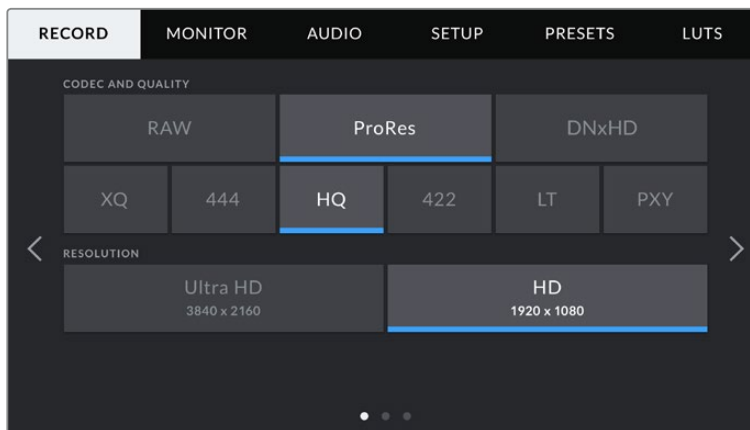 RECORD MONITOR AUDIO SETUP PRESETS LUTS
CODEC AND QUALITY
RAW ProRes DNxHD
XQ 444 HQ 422 LT PXY
RESOLUTION
Ultra HD HD
3840 x 2160 1920 x 1080